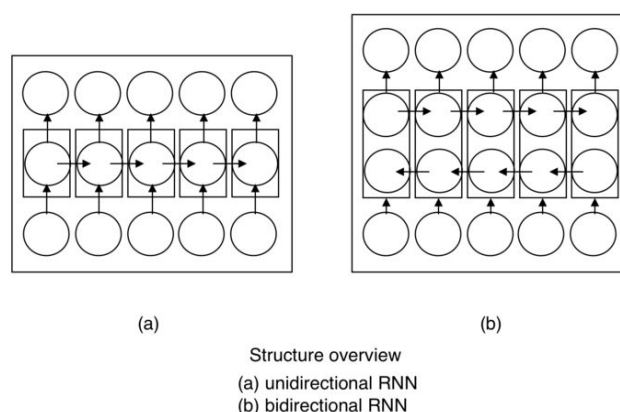 (a)
(b)
Structure overview
(a) unidirectional RNN
(b) bidirectional RNN